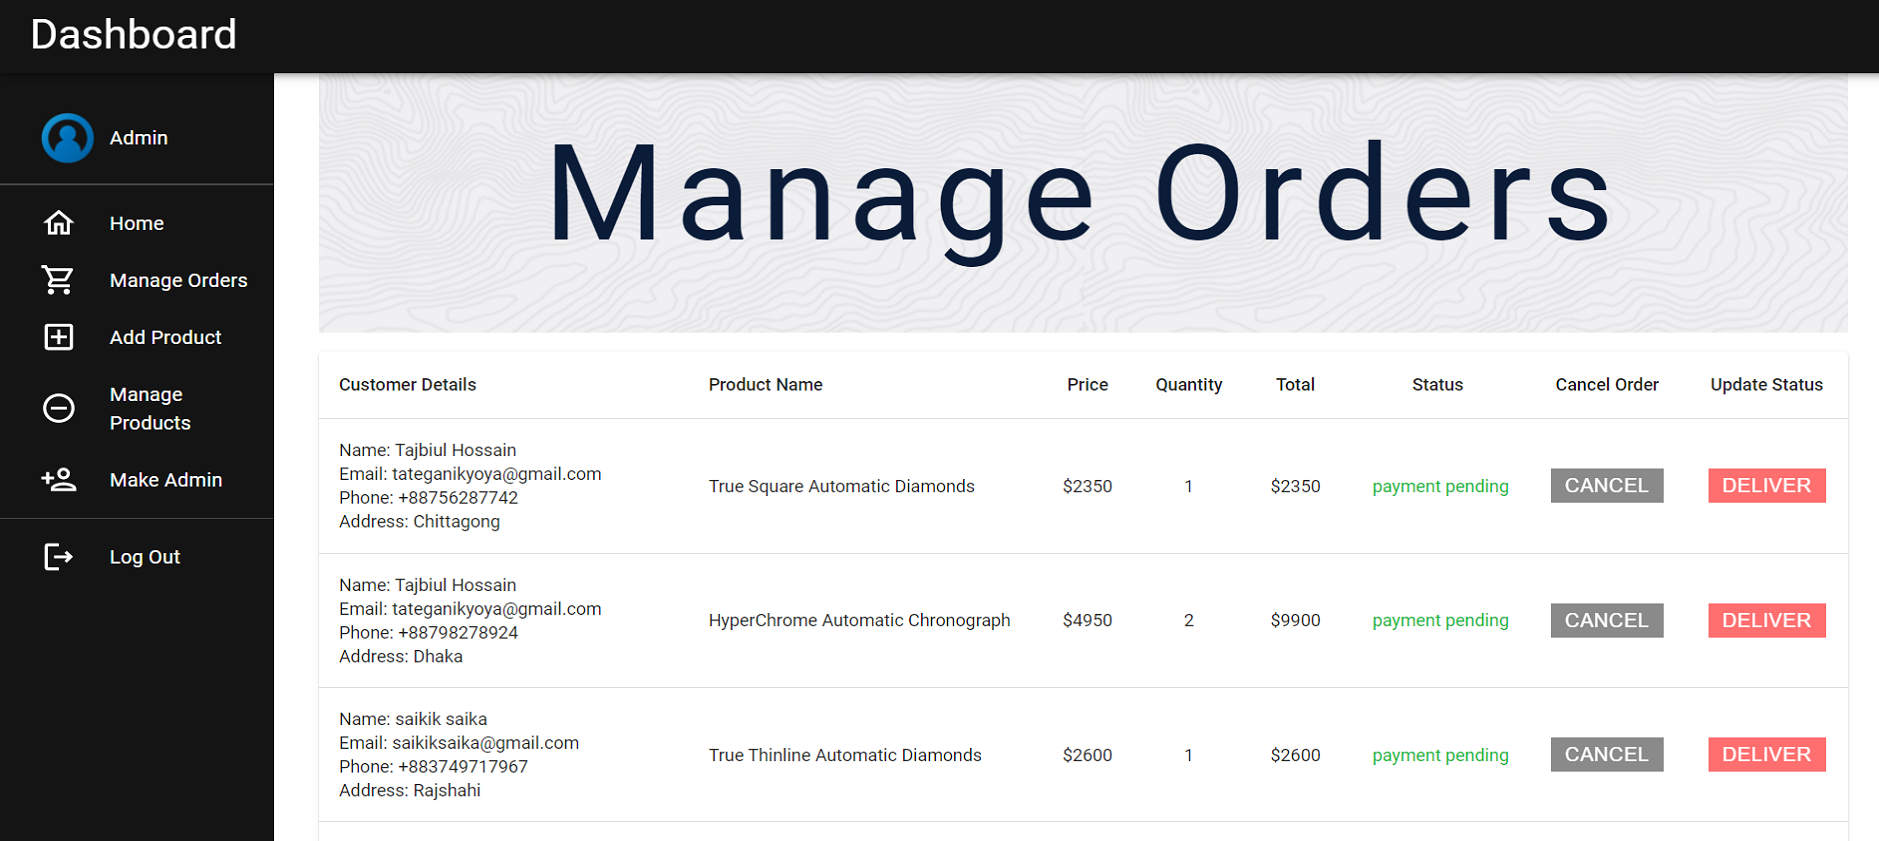 Dashboard
Admin
Home
Manage Orders
Add Product
Manage
Products
Make Admin
Log Out
Manage Orders
Customer Details Product Name Price Quantity Total Status Cancel Order Update Status
Name: Tajbiul Hossain
Email: tateganikyoya@gmail.com
Phone: +88756287742
Address: Chittagong
True Square Automatic Diamonds $2350 1 $2350 payment pending CANCEL DELIVER
Name: Tajbiul Hossain
Email: tateganikyoya@gmail.com
Phone: +88798278924
Address: Dhaka
HyperChrome Automatic Chronograph $4950 2 $9900 payment pending CANCEL DELIVER
Name: saikik saika
Email: saikiksaika@gmail.com
Phone: +883749717967
Address: Rajshahi
True Thinline Automatic Diamonds $2600 1 $2600 payment pending CANCEL DELIVER